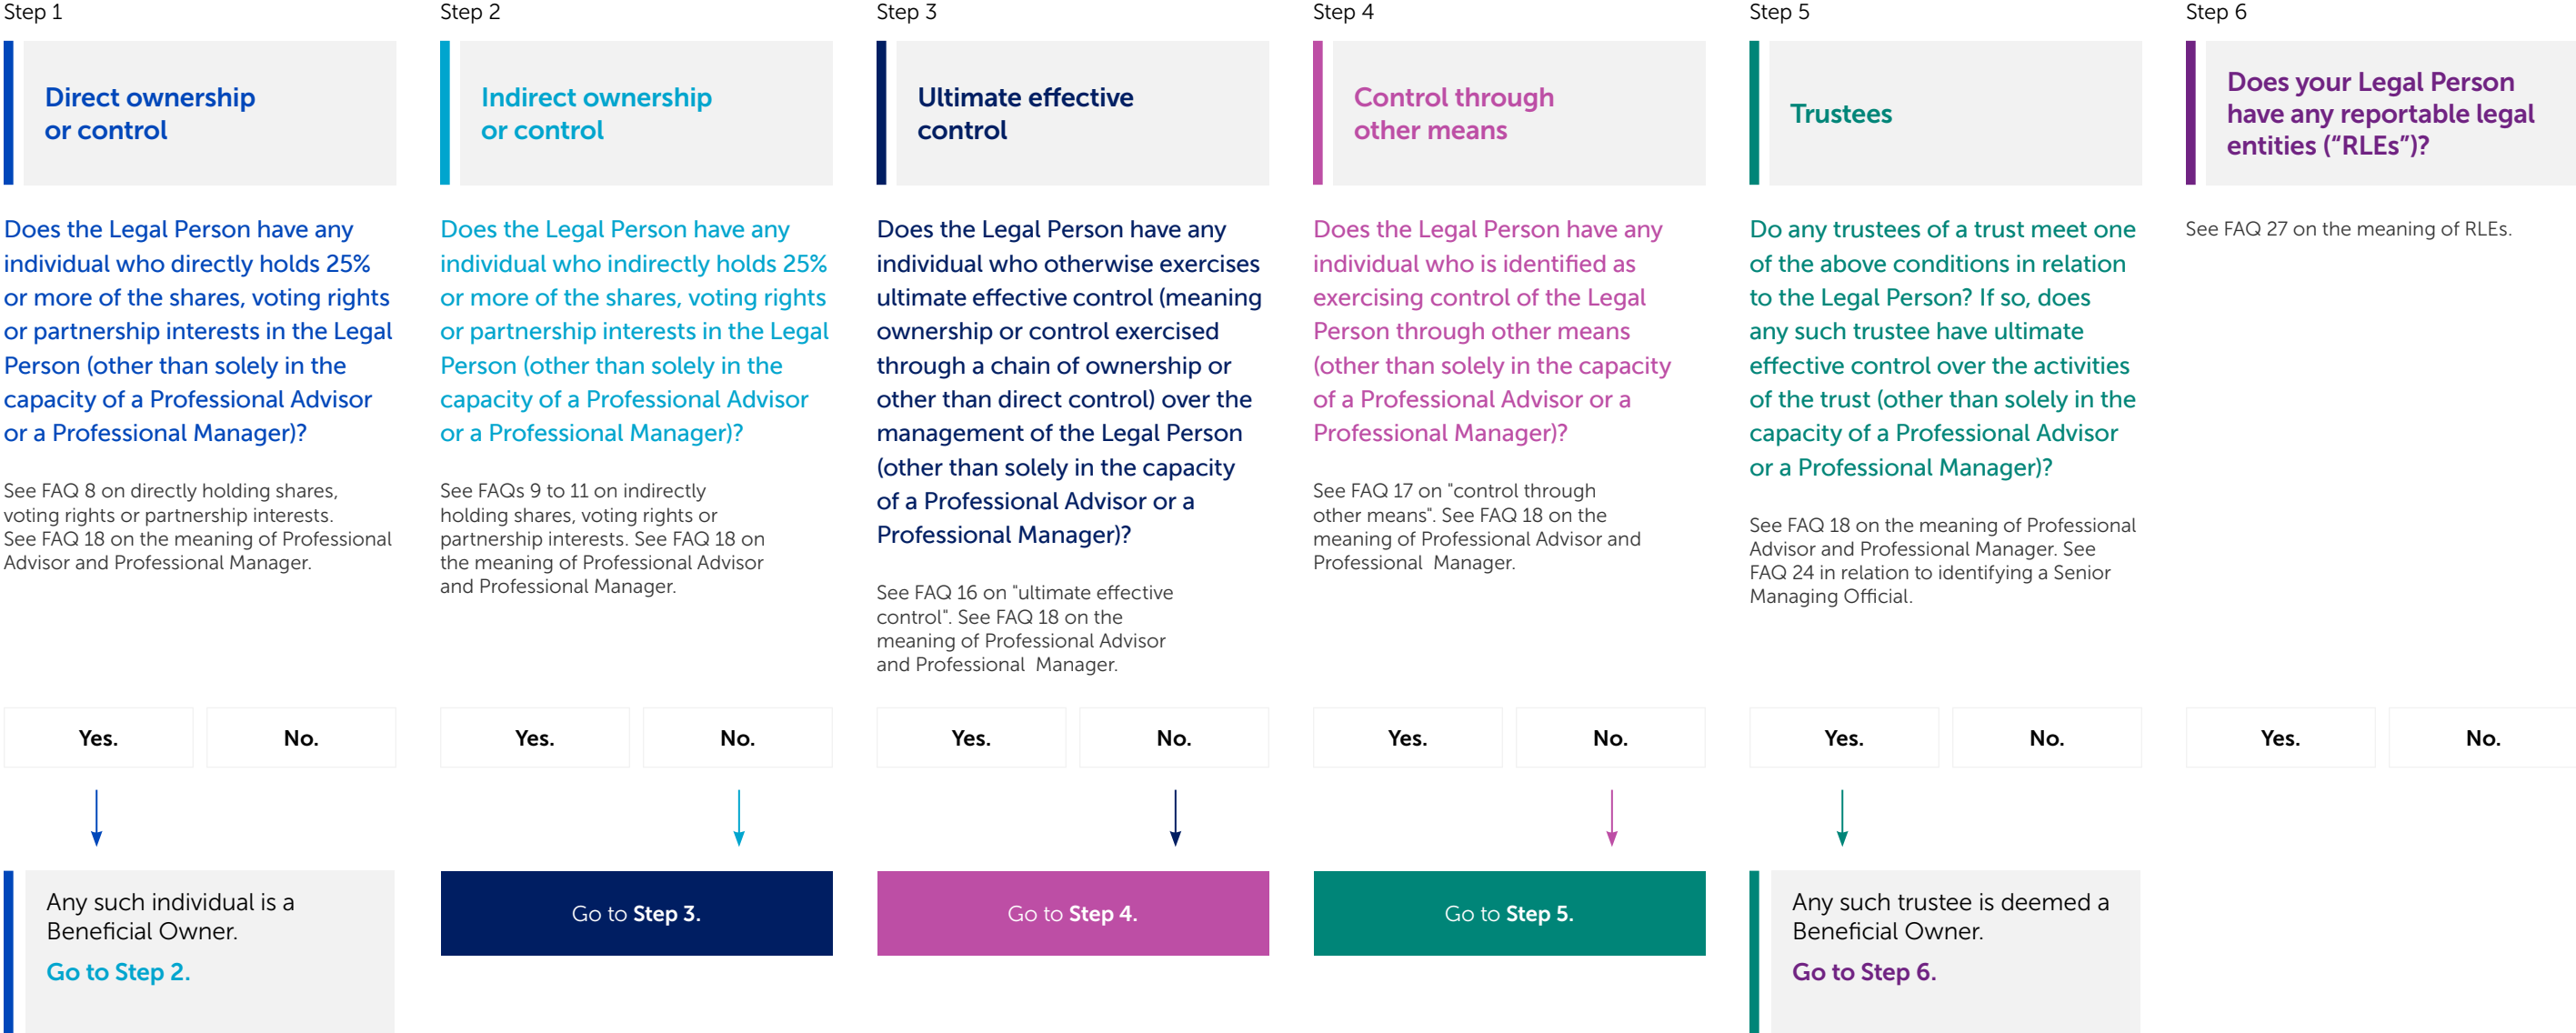 Step 1
Direct ownership
or control
Does the Legal Person have any
individual who directly holds 25%
or more of the shares, voting rights
or partnership interests in the Legal
Person (other than solely in the
capacity of a Professional Advisor
or a Professional Manager)?
See FAQ 8 on directly holding shares,
voting rights or partnership interests.
See FAQ 18 on the meaning of Professional
Advisor and Professional Manager.
Yes.
No.
Any such individual is a
Beneficial Owner.
Go to Step 2.
Step 2
Indirect ownership
or control
Does the Legal Person have any
individual who indirectly holds 25%
or more of the shares, voting rights
or partnership interests in the Legal
Person (other than solely in the
capacity of a Professional Advisor
or a Professional Manager)?
See FAQs 9 to 11 on indirectly
holding shares, voting rights or
partnership interests. See FAQ 18 on
the meaning of Professional Advisor
and Professional Manager.
Yes.
No.
Go to Step 3.
Step 3
Ultimate effective
control
Does the Legal Person have any
individual who otherwise exercises
ultimate effective control (meaning
ownership or control exercised
through a chain of ownership or
other than direct control) over the
management of the Legal Person
(other than solely in the capacity
of a Professional Advisor or a
Professional Manager)?
See FAQ 16 on "ultimate effective
control". See FAQ 18 on the
meaning of Professional Advisor
and Professional Manager.
Yes.
No.
Go to Step 4.
Step 4
Control through
other means
Does the Legal Person have any
individual who is identified as
exercising control of the Legal
Person through other means
(other than solely in the capacity
of a Professional Advisor or a
Professional Manager)?
See FAQ 17 on "control through
other means". See FAQ 18 on the
meaning of Professional Advisor and
Professional Manager.
Yes.
No.
Go to Step 5.
Step 5
Trustees
Do any trustees of a trust meet one
of the above conditions in relation
to the Legal Person? If so, does
any such trustee have ultimate
effective control over the activities
of the trust (other than solely in the
capacity of a Professional Advisor
or a Professional Manager)?
See FAQ 18 on the meaning of Professional
Advisor and Professional Manager. See
FAQ 24 in relation to identifying a Senior
Managing Official.
Yes.
No.
Any such trustee is deemed a
Beneficial Owner.
Go to Step 6.
Step 6
Does your Legal Person
have any reportable legal
entities (“RLEs”)?
See FAQ 27 on the meaning of RLEs.
Yes.
No.